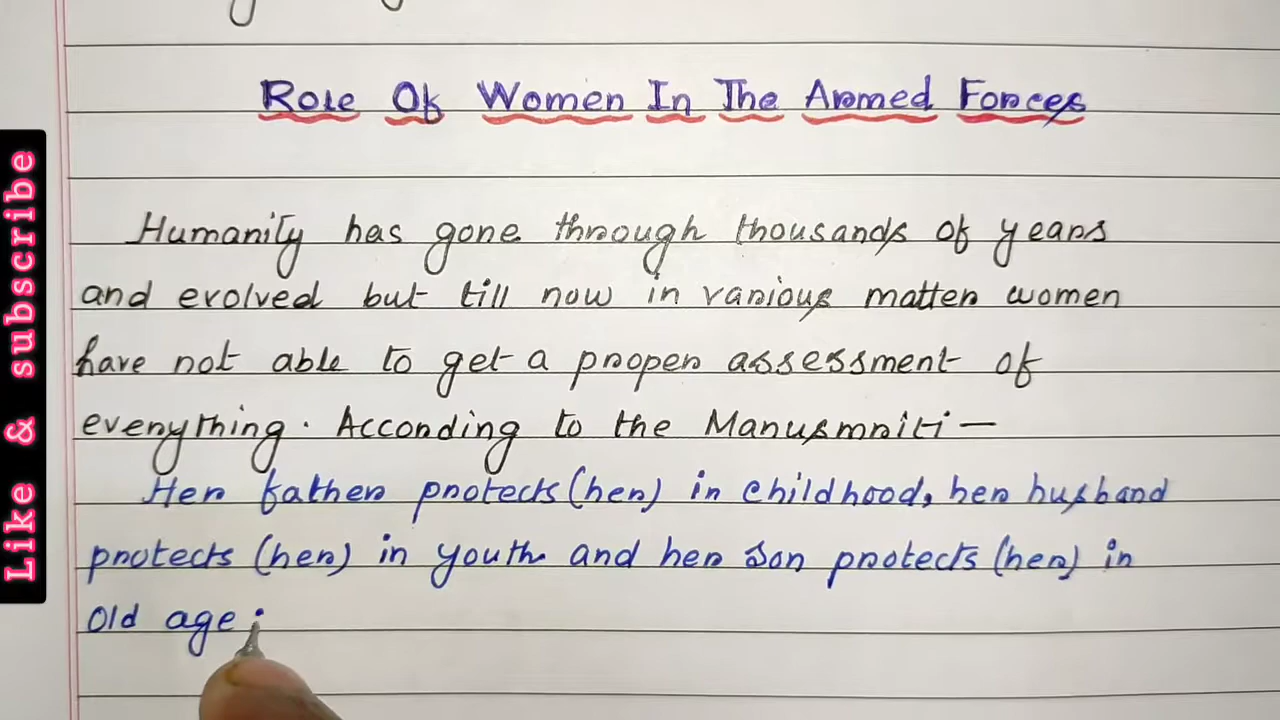 Like & subscribe
Role Of Women In The Armed Forces
Humanity has gone through thousands of years
and evolved but till now in various matter women
have not able to get a proper assessment of
everything. According to the Manusmriti—
Her father protects (her) in childhood, her husband
protects (her) in youth and her son protects (her) in
old age;